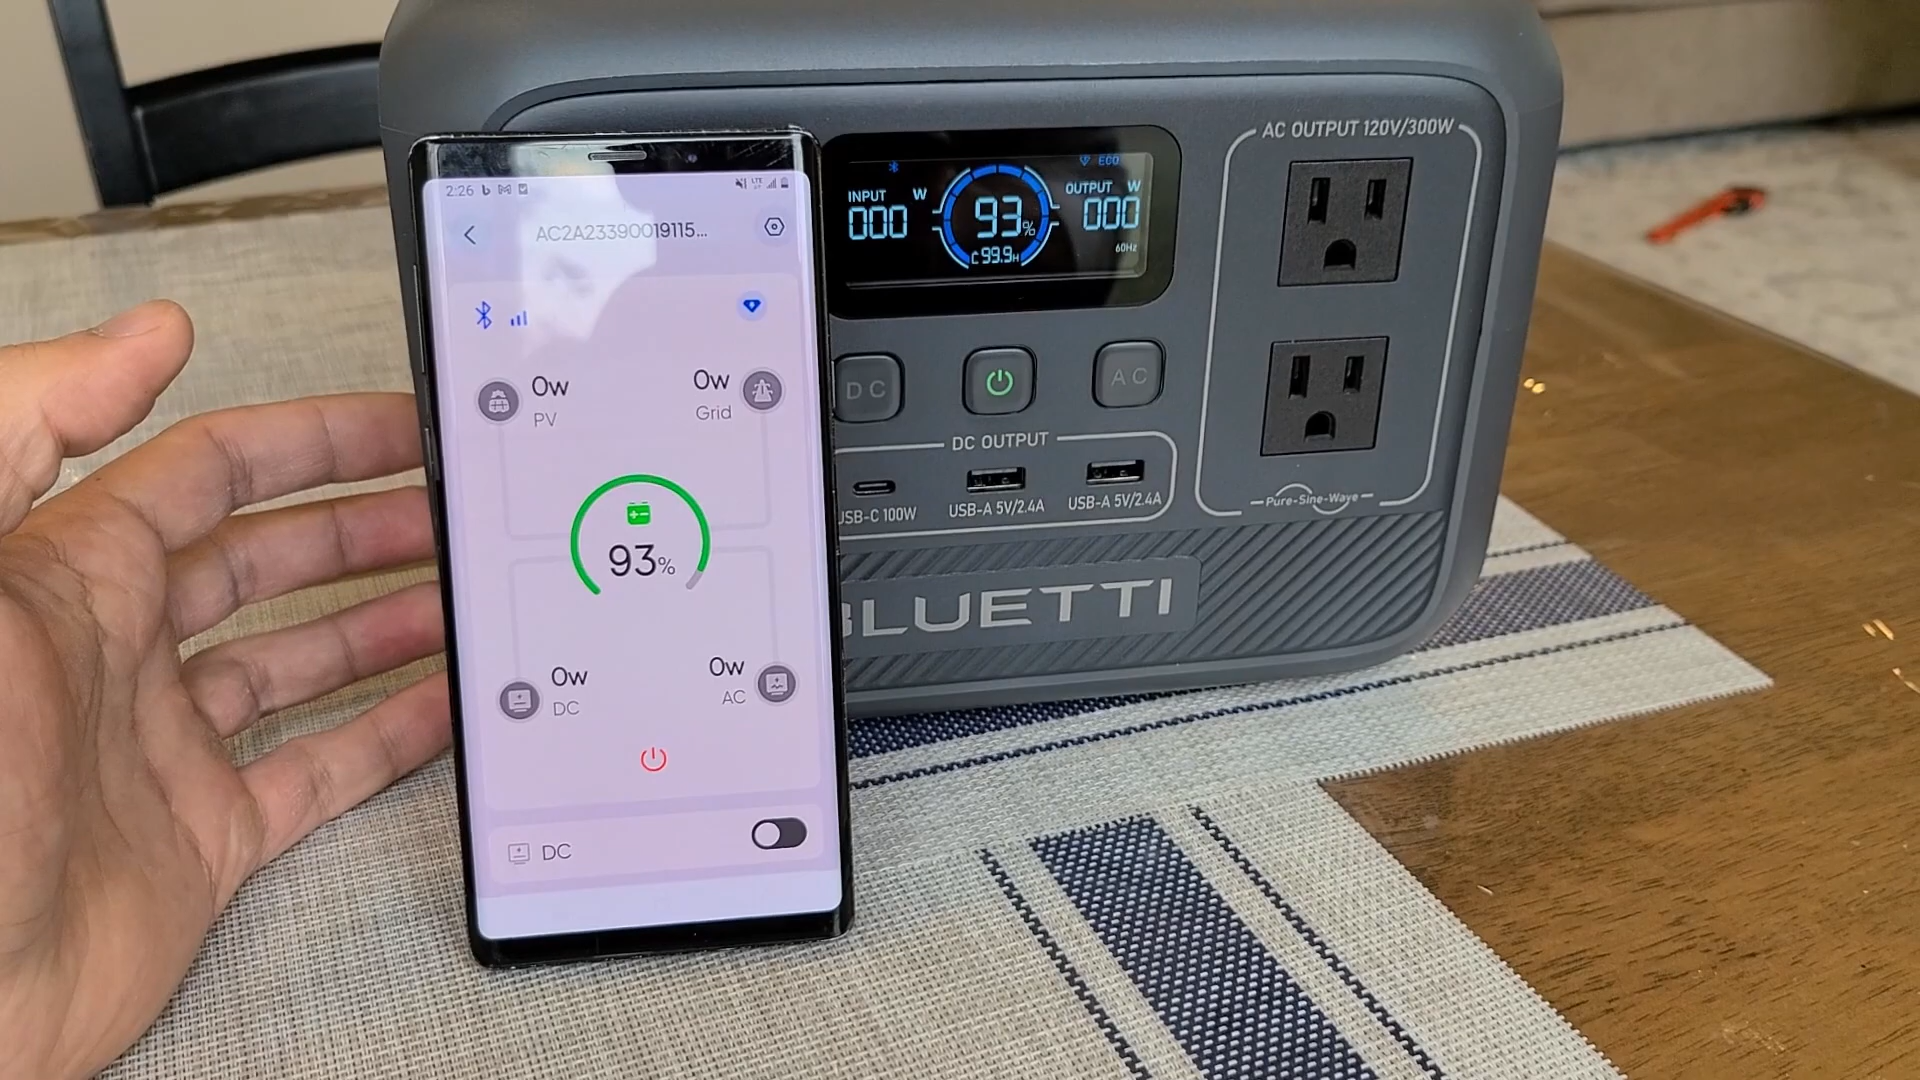 2:26
AC2A23390019115...
0w
PV
0w
Grid
93%
0w
DC
0w
AC
DC
INPUT W
000
93%
99.9H
ECO
OUTPUT W
000
60Hz
DC
AC
DC OUTPUT
USB-C 100W
USB-A 5V/2.4A
USB-A 5V/2.4A
AC OUTPUT 120V/300W
Pure-Sine-Wave
BLUETTI